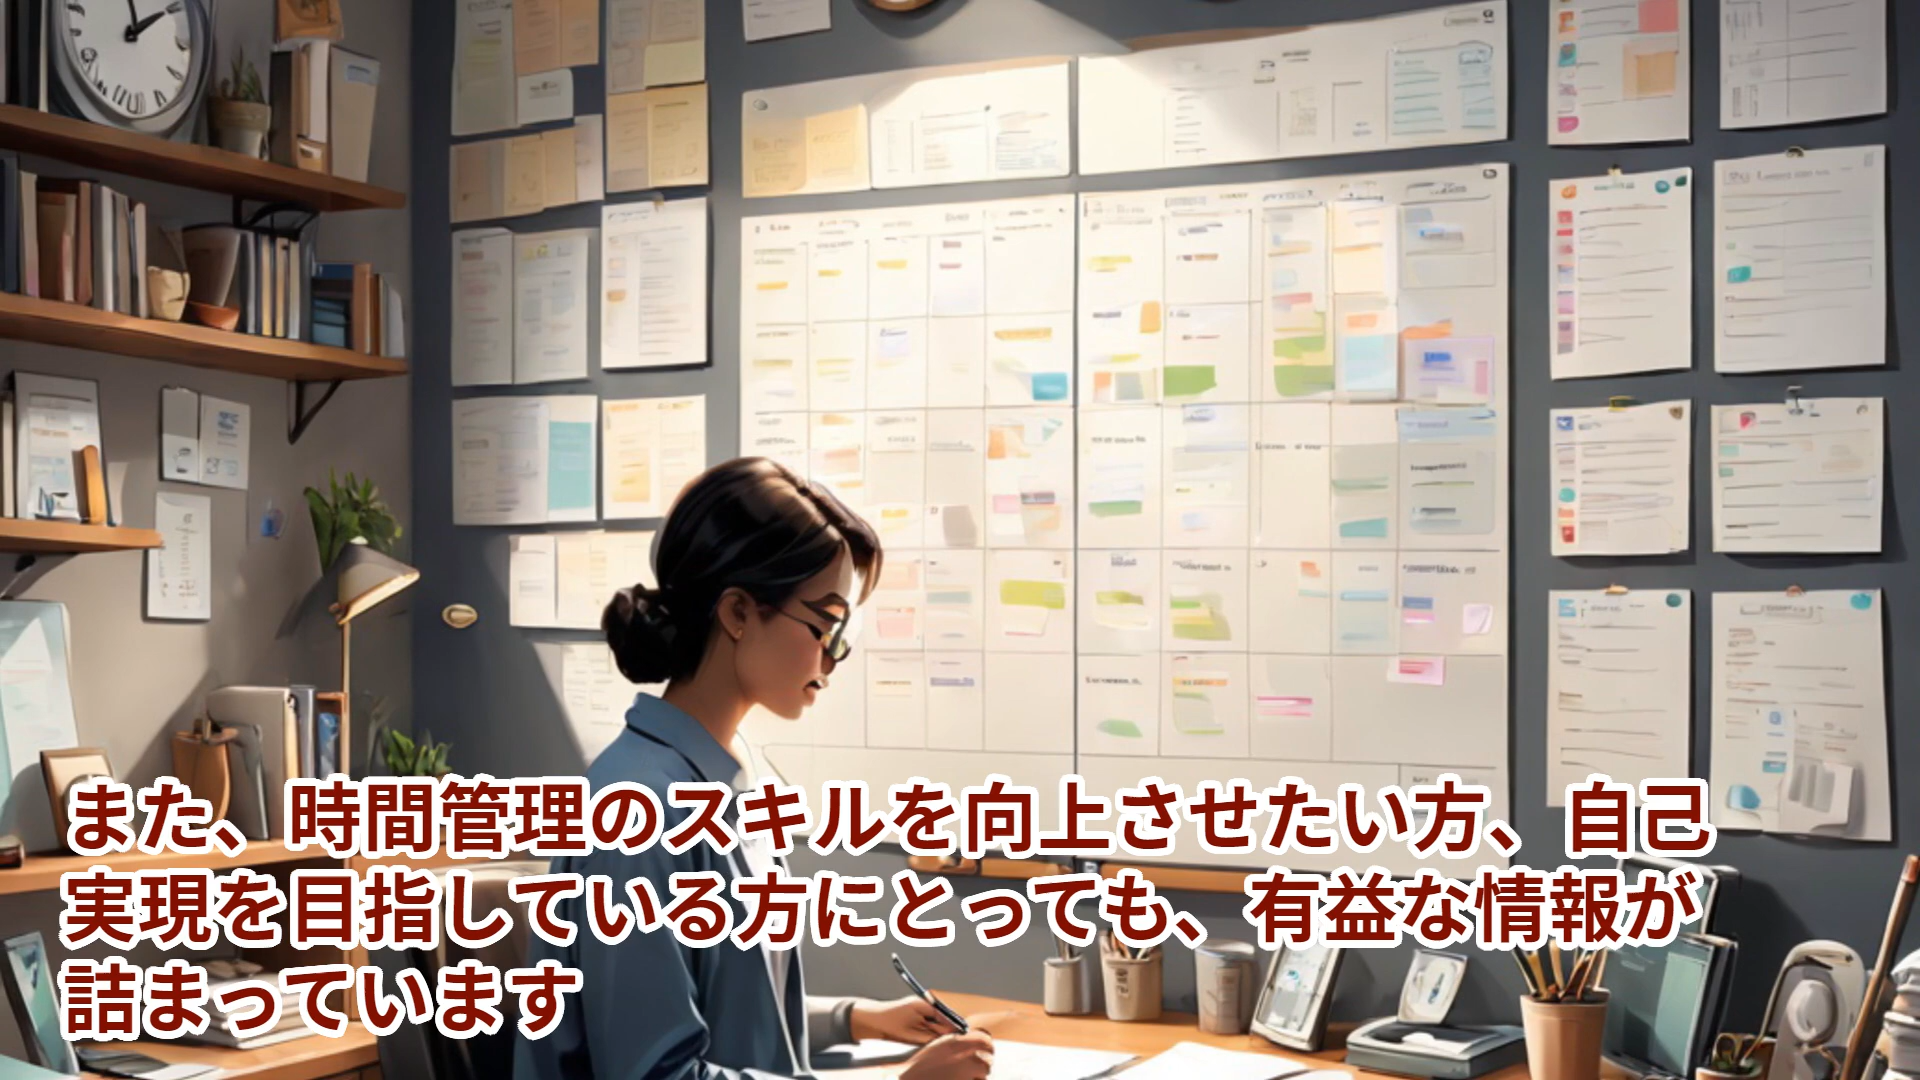 また、時間管理のスキルを向上させたい方、自己
実現を目指している方にとっても、有益な情報が
詰まっています